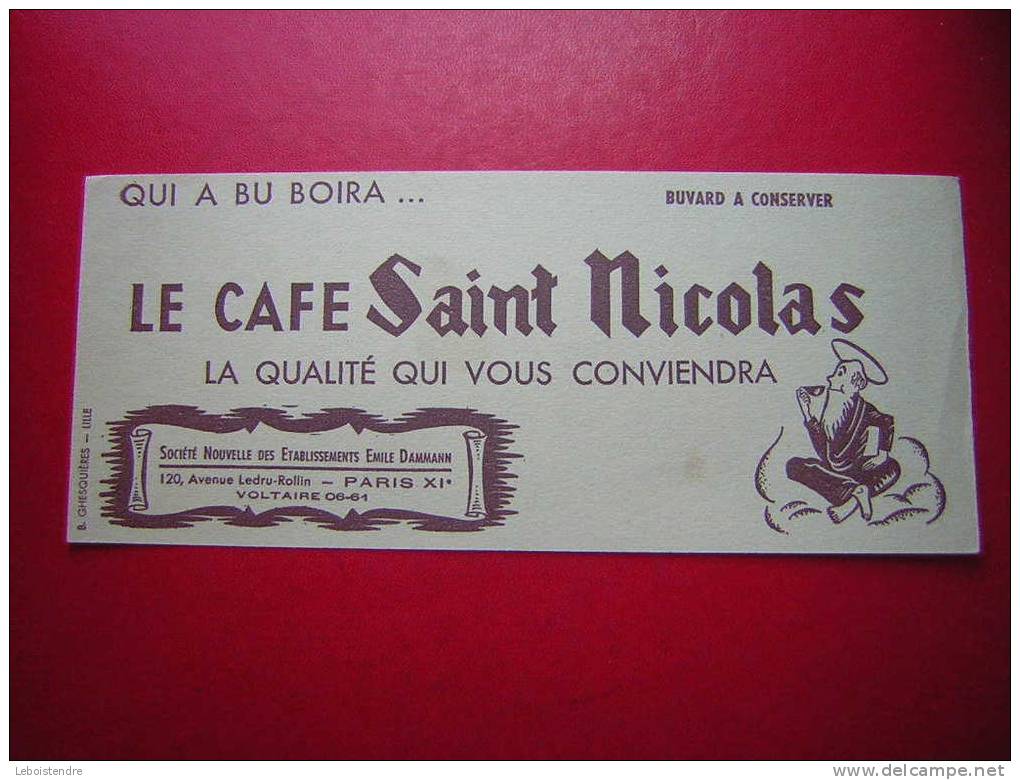 QUI A BU BOIRA ...
BUVARD A CONSERVER
LE CAFE Saint Nicolas
LA QUALITÉ QUI VOUS CONVIENDRA
SOCIÉTÉ NOUVELLE DES ETABLISSEMENTS EMILE DAMMANN
120, Avenue Ledru-Rollin — PARIS XIe
VOLTAIRE 06-61
B. GHESQUIÈRES — LILLE
Leboistendre
www.delcampe.net